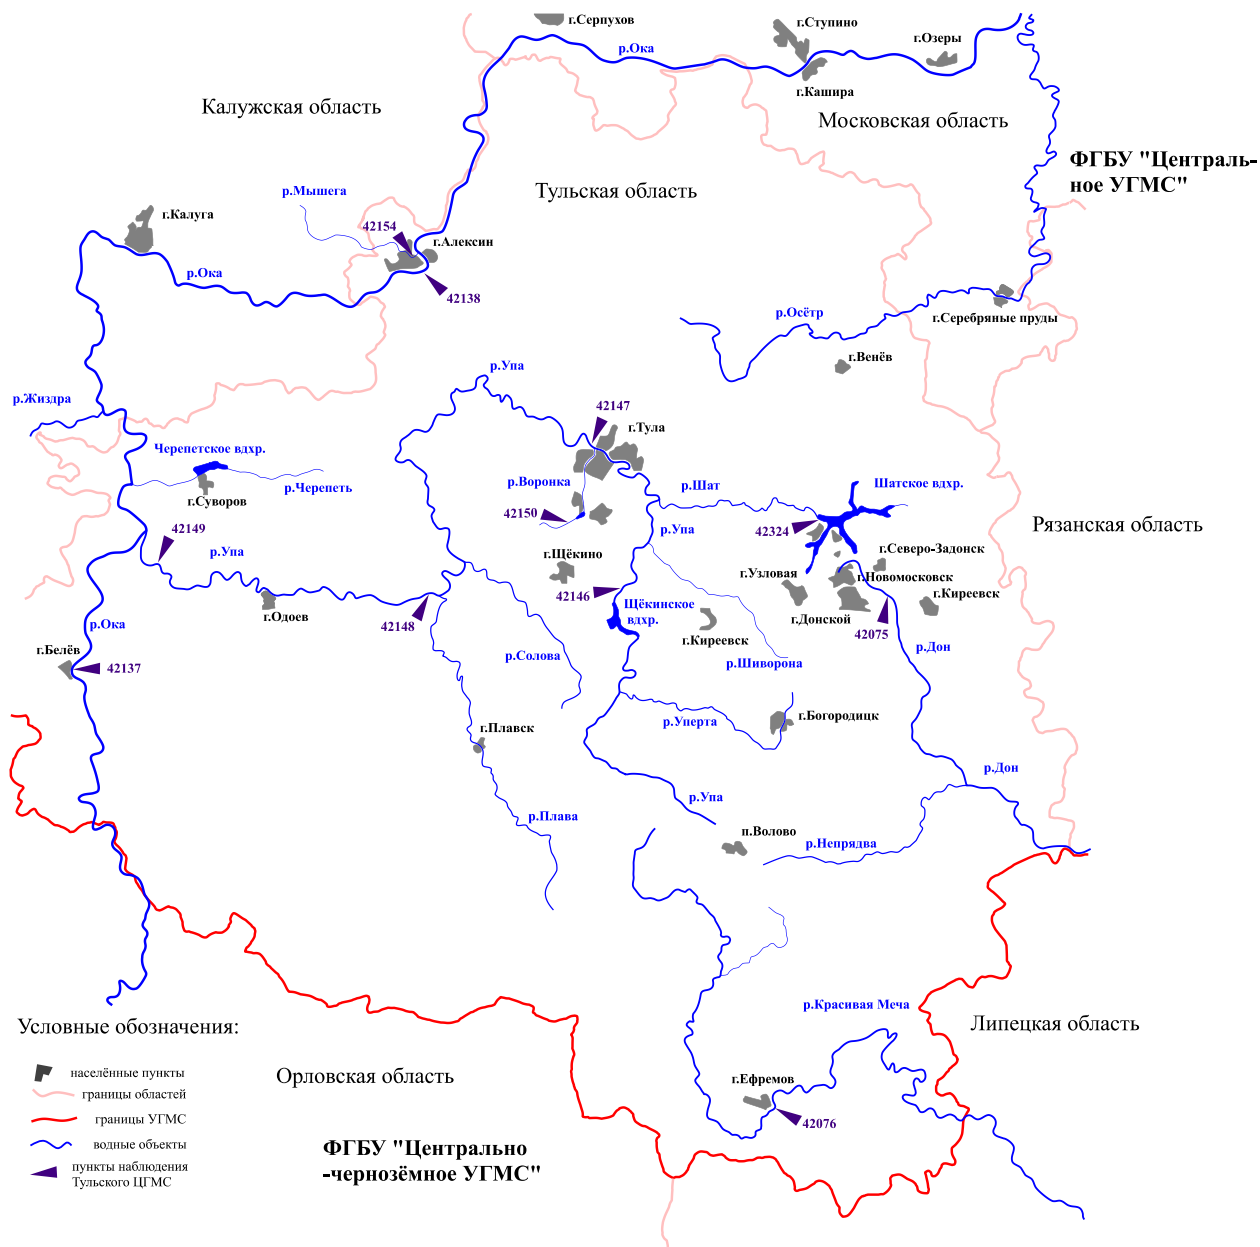 г.Серпухов
г.Ступино
г.Озеры
р.Ока
г.Кашира
Калужская область
Московская область
ФГБУ "Централь-
ное УГМС"
Тульская область
р.Мышега
г.Калуга
42154
г.Алексин
р.Ока
42138
р.Осётр
г.Серебряные пруды
г.Венёв
р.Упа
р.Жиздра
42147
г.Тула
Черепетское вдхр.
р.Черепеть
г.Суворов
р.Воронка
р.Шат
Шатское вдхр.
42150
42149
р.Упа
42324
Рязанская область
р.Упа
г.Щёкино
г.Северо-Задонск
г.Узловая
г.Новомосковск
г.Киреевск
42146
Щёкинское
вдхр.
г.Одоев
42148
г.Донской
р.Ока
42075
г.Киреевск
г.Белёв
42137
р.Солова
р.Шиворона
р.Дон
г.Плавск
р.Уперта
г.Богородицк
р.Дон
р.Упа
р.Плава
п.Волово
р.Непрядва
р.Красивая Меча
Условные обозначения:
Липецкая область
населённые пункты
границы областей
границы УГМС
водные объекты
пункты наблюдения
Тульского ЦГМС
Орловская область
г.Ефремов
42076
ФГБУ "Центрально
-чернозёмное УГМС"